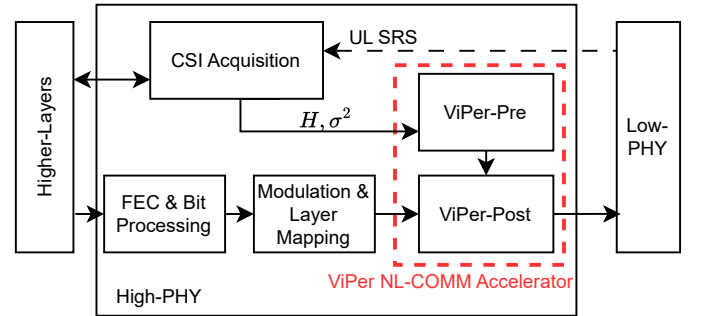 UL SRS
CSI Acquisition
Higher-Layers
ViPer-Pre
H, σ²
Low-
PHY
FEC & Bit
Processing
Modulation &
Layer
Mapping
ViPer-Post
ViPer NL-COMM Accelerator
High-PHY